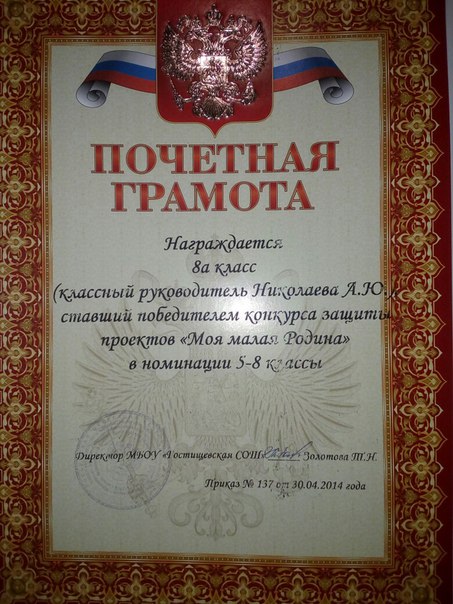 ПОЧЕТНАЯ
ГРАМОТА
Награждается
8а класс
(классный руководитель Николаева А.Ю.),
ставший победителем конкурса защиты
проектов «Моя малая Родина»
в номинации 5-8 классы
Директор МБОУ «Гостищевская СОШ» Золотова Т.Н.
Приказ № 137 от 30.04.2014 года